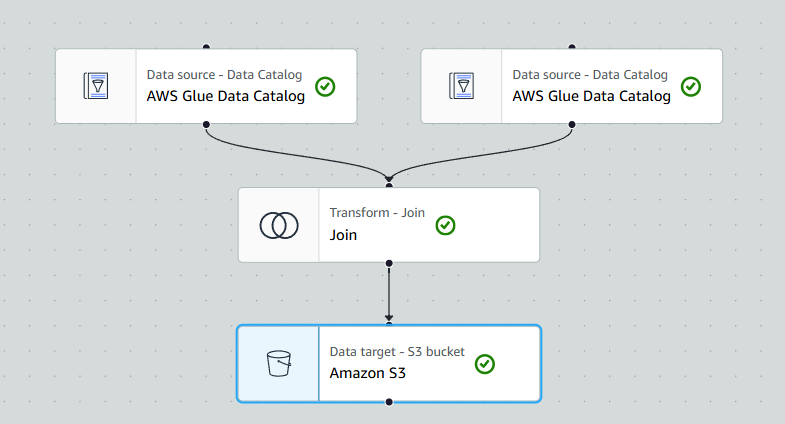 Data source - Data Catalog
AWS Glue Data Catalog
Data source - Data Catalog
AWS Glue Data Catalog
Transform - Join
Join
Data target - S3 bucket
Amazon S3